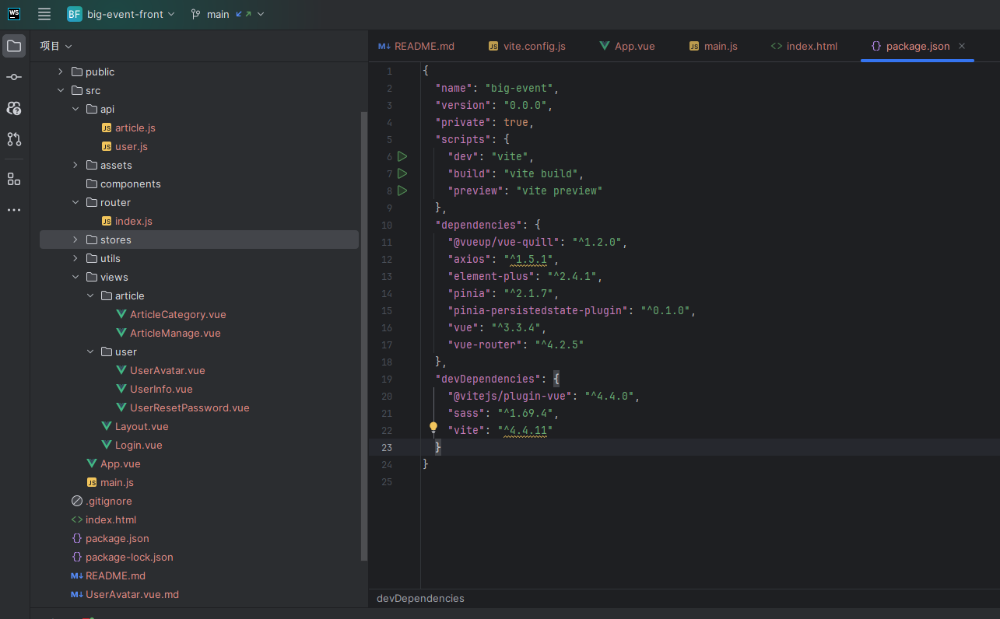 WS
BF big-event-front main
项目
public
src
api
JS article.js
JS user.js
assets
components
router
JS index.js
stores
utils
views
article
ArticleCategory.vue
ArticleManage.vue
user
UserAvatar.vue
UserInfo.vue
UserResetPassword.vue
Layout.vue
Login.vue
App.vue
JS main.js
.gitignore
<> index.html
{} package.json
{} package-lock.json
M↓ README.md
M↓ UserAvatar.vue.md
M↓ README.md JS vite.config.js App.vue JS main.js <> index.html {} package.json ×
1 {
2 "name": "big-event",
3 "version": "0.0.0",
4 "private": true,
5 "scripts": {
6 "dev": "vite",
7 "build": "vite build",
8 "preview": "vite preview"
9 },
10 "dependencies": {
11 "@vueup/vue-quill": "^1.2.0",
12 "axios": "^1.5.1",
13 "element-plus": "^2.4.1",
14 "pinia": "^2.1.7",
15 "pinia-persistedstate-plugin": "^0.1.0",
16 "vue": "^3.3.4",
17 "vue-router": "^4.2.5"
18 },
19 "devDependencies": {
20 "@vitejs/plugin-vue": "^4.4.0",
21 "sass": "^1.69.4",
22 "vite": "^4.4.11"
23 }
24 }
25
devDependencies